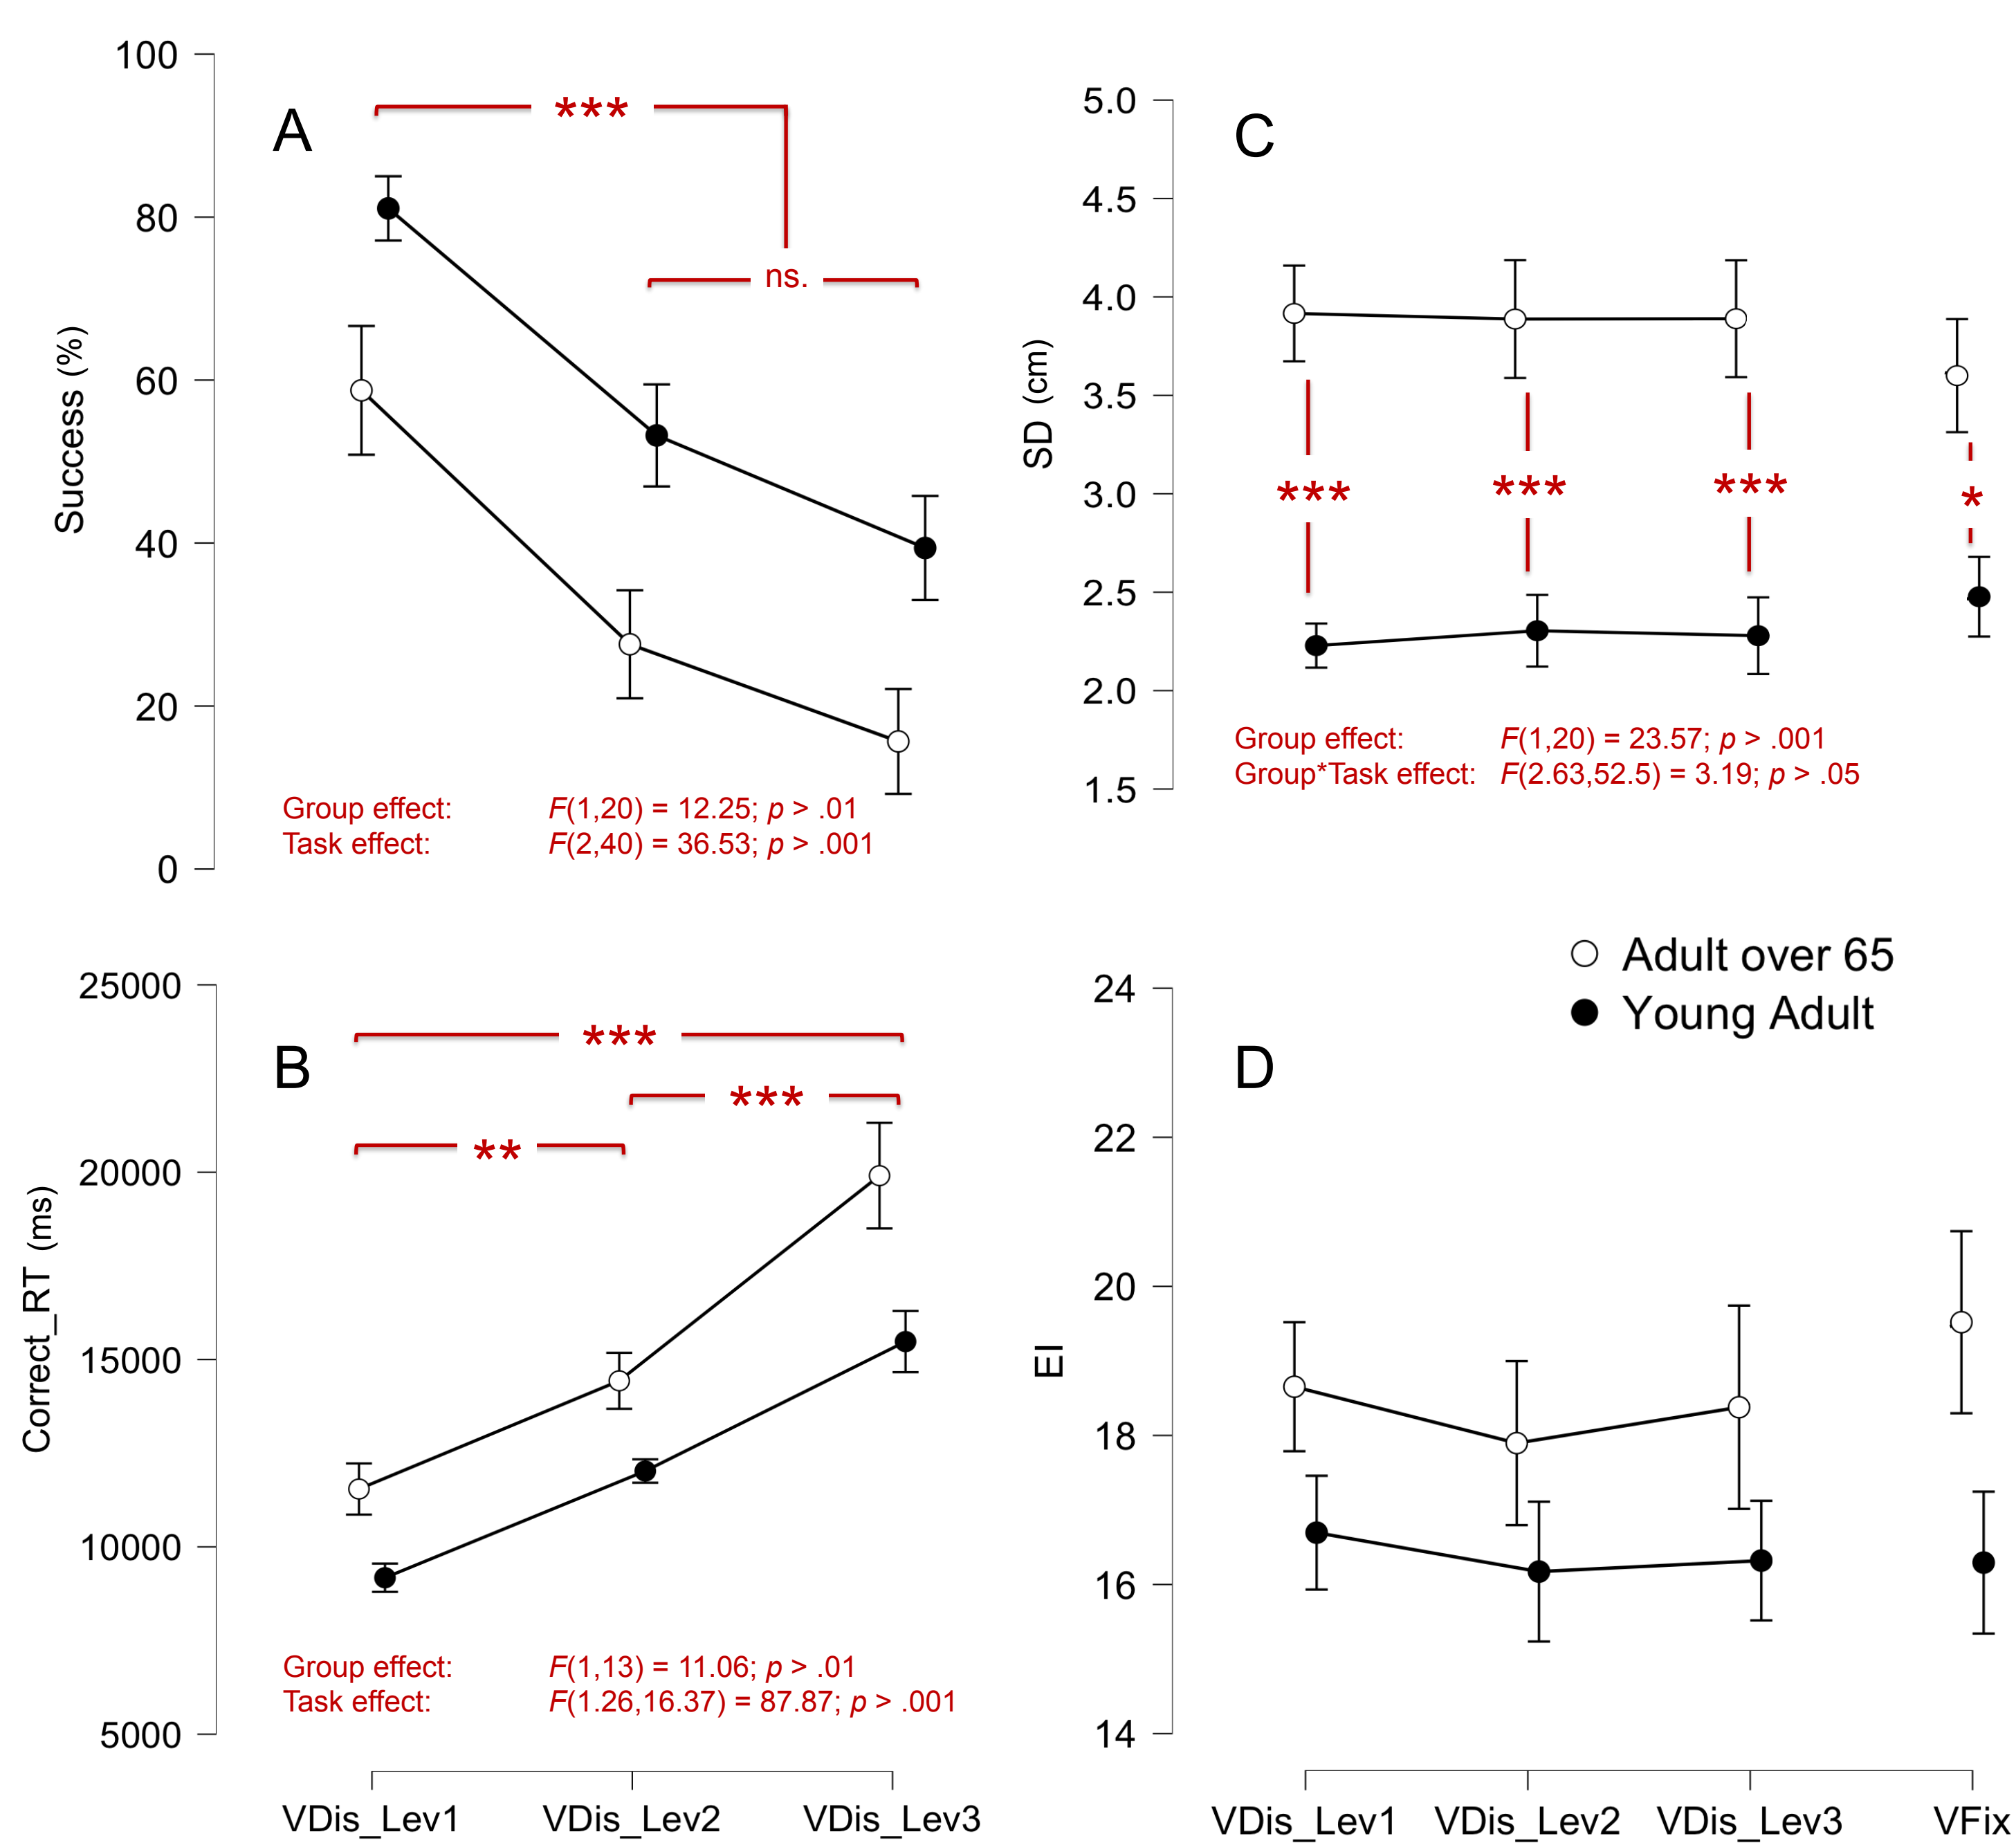 A
100
80
60
40
20
0
Success (%)
***
ns.
Group effect: F(1,20) = 12.25; p > .01
Task effect: F(2,40) = 36.53; p > .001
C
5.0
4.5
4.0
3.5
3.0
2.5
2.0
1.5
SD (cm)
*** *** *** *
Group effect: F(1,20) = 23.57; p > .001
Group*Task effect: F(2.63,52.5) = 3.19; p > .05
Adult over 65
Young Adult
B
25000
20000
15000
10000
5000
Correct_RT (ms)
***
***
**
Group effect: F(1,13) = 11.06; p > .01
Task effect: F(1.26,16.37) = 87.87; p > .001
VDis_Lev1 VDis_Lev2 VDis_Lev3
D
24
22
20
18
16
14
EI
VDis_Lev1 VDis_Lev2 VDis_Lev3 VFix